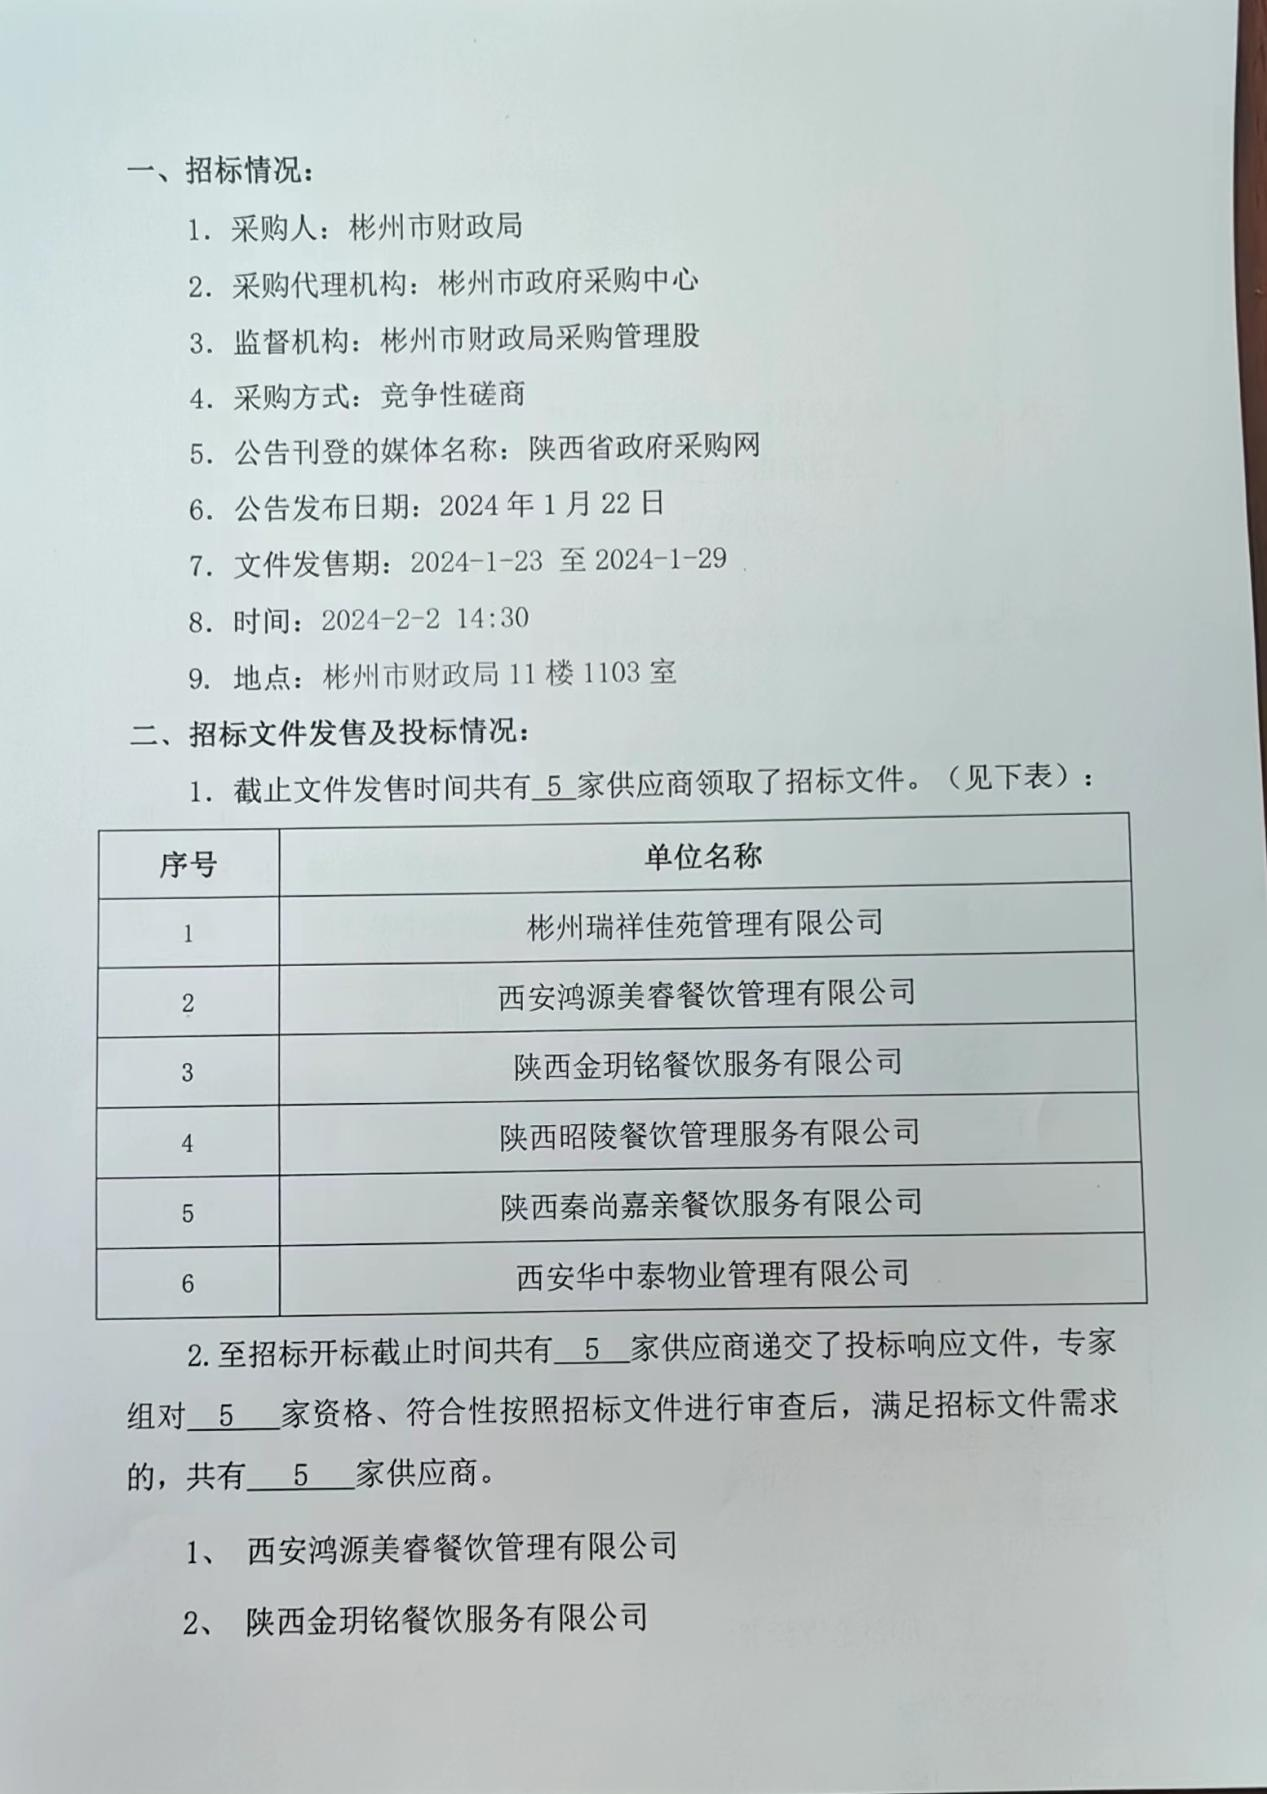 一、招标情况：
1. 采购人：彬州市财政局
2. 采购代理机构：彬州市政府采购中心
3. 监督机构：彬州市财政局采购管理股
4. 采购方式：竞争性磋商
5. 公告刊登的媒体名称：陕西省政府采购网
6. 公告发布日期：2024 年 1 月 22 日
7. 文件发售期：2024-1-23 至 2024-1-29
8. 时间：2024-2-2 14:30
9. 地点：彬州市财政局 11 楼 1103 室
二、招标文件发售及投标情况：
1. 截止文件发售时间共有 5 家供应商领取了招标文件。（见下表）：
序号 单位名称
1 彬州瑞祥佳苑管理有限公司
2 西安鸿源美睿餐饮管理有限公司
3 陕西金玥铭餐饮服务有限公司
4 陕西昭陵餐饮管理服务有限公司
5 陕西秦尚嘉亲餐饮服务有限公司
6 西安华中泰物业管理有限公司
2. 至招标开标截止时间共有 5 家供应商递交了投标响应文件，专家
组对 5 家资格、符合性按照招标文件进行审查后，满足招标文件需求
的，共有 5 家供应商。
1、 西安鸿源美睿餐饮管理有限公司
2、 陕西金玥铭餐饮服务有限公司